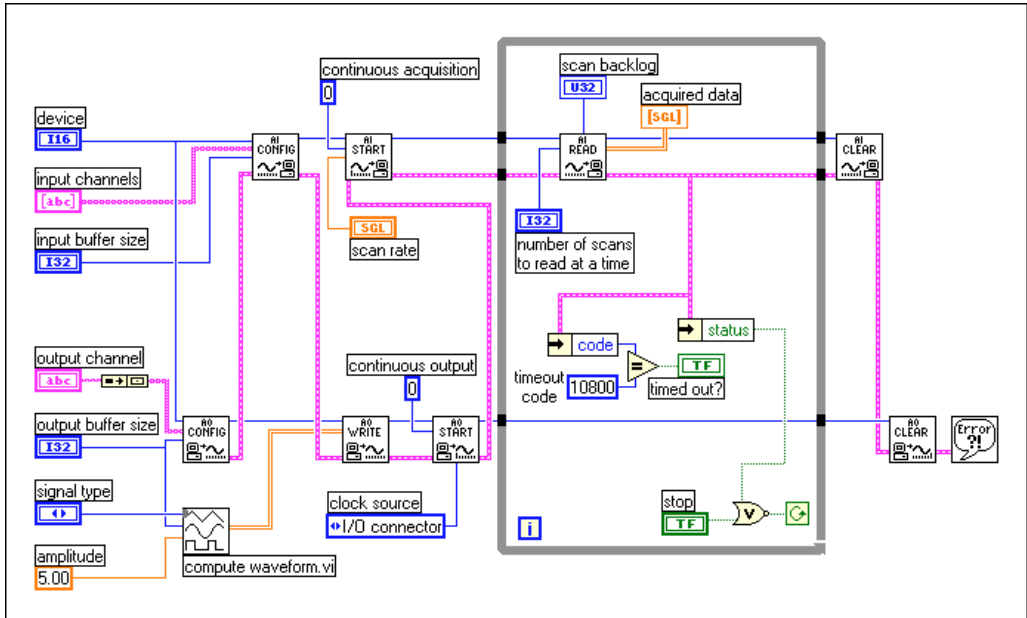 continuous acquisition
0
scan backlog
U32
acquired data
[SGL]
device
I16
AI
CONFIG
AI
START
AI
READ
AI
CLEAR
input channels
[abc]
input buffer size
I32
SGL
scan rate
I32
number of scans
to read at a time
code
status
output channel
abc
continuous output
0
timeout
code
10800
=
TF
timed out?
output buffer size
I32
AO
CONFIG
AO
WRITE
AO
START
AO
CLEAR
Error
?!
signal type
clock source
I/O connector
stop
TF
V
i
amplitude
5.00
compute waveform.vi